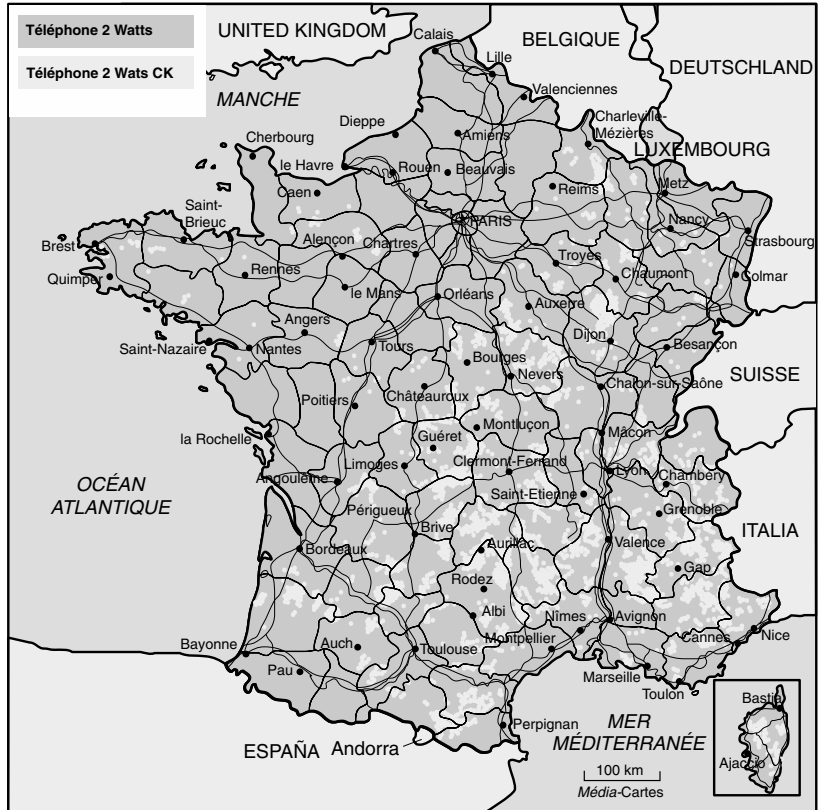 Téléphone 2 Watts
Téléphone 2 Wats CK
UNITED KINGDOM
BELGIQUE
DEUTSCHLAND
LUXEMBOURG
MANCHE
Calais
Lille
Valenciennes
Charleville-
Mézières
Dieppe
Amiens
Cherbourg
le Havre
Rouen
Beauvais
Reims
Metz
Caen
PARIS
Nancy
Strasbourg
Saint-
Brieuc
Brest
Alençon
Chartres
Troyes
Chaumont
Colmar
Quimper
Rennes
le Mans
Orléans
Auxerre
Angers
Dijon
Besançon
Saint-Nazaire
Nantes
Tours
Bourges
Nevers
Chalon-sur-Saône
SUISSE
Poitiers
Châteauroux
la Rochelle
Montluçon
Guéret
Mâcon
Limoges
Clermont-Ferrand
Lyon
Chambéry
Angoulême
Saint-Etienne
Grenoble
OCÉAN
ATLANTIQUE
Périgueux
Brive
ITALIA
Bordeaux
Aurillac
Valence
Gap
Rodez
Albi
Nîmes
Avignon
Bayonne
Auch
Toulouse
Montpellier
Cannes
Nice
Pau
Marseille
Toulon
Bastia
Perpignan
MER
MÉDITERRANÉE
ESPAÑA
Andorra
Ajaccio
100 km
Média-Cartes